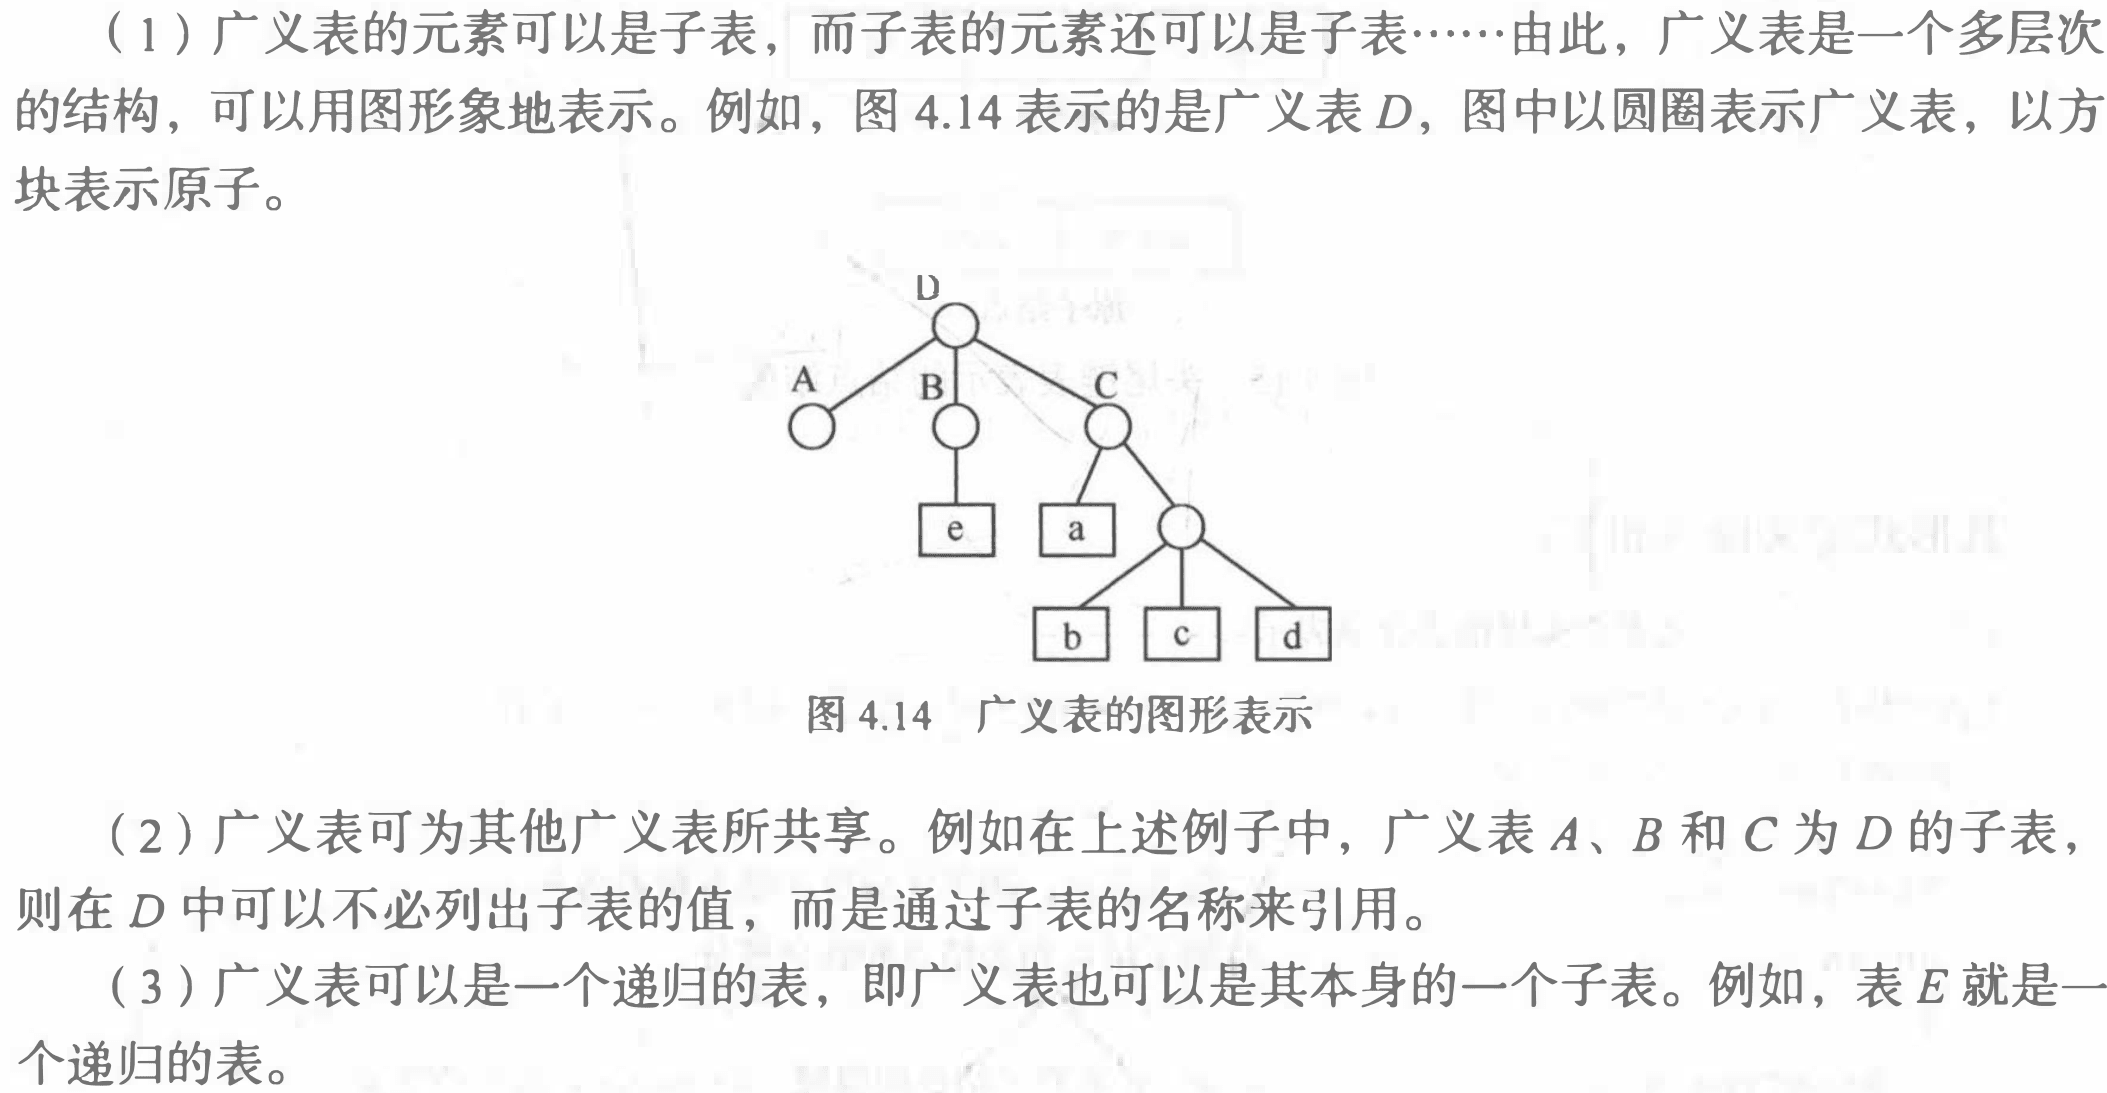 （1）广义表的元素可以是子表，而子表的元素还可以是子表……由此，广义表是一个多层次
的结构，可以用图形象地表示。例如，图 4.14 表示的是广义表 D，图中以圆圈表示广义表，以方
块表示原子。
D
A B C
e a
b c d
图 4.14 广义表的图形表示
（2）广义表可为其他广义表所共享。例如在上述例子中，广义表 A、B 和 C 为 D 的子表，
则在 D 中可以不必列出子表的值，而是通过子表的名称来引用。
（3）广义表可以是一个递归的表，即广义表也可以是其本身的一个子表。例如，表 E 就是一
个递归的表。